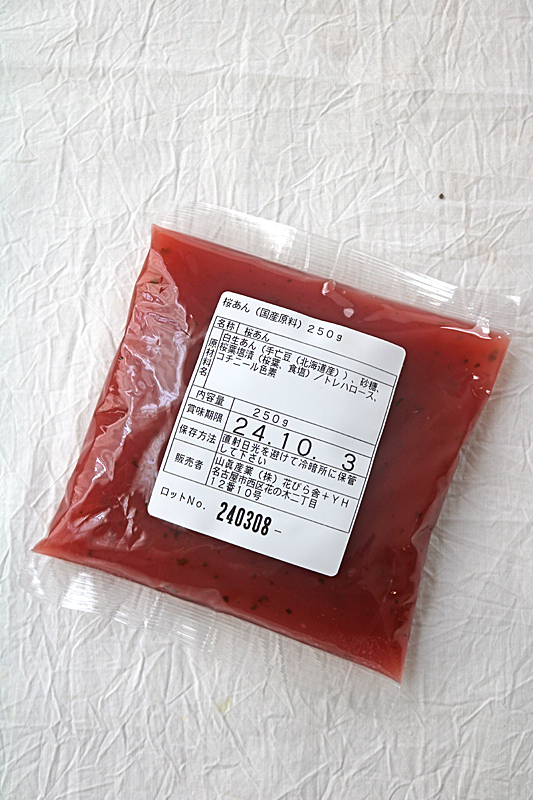 桜あん（国産原料）２５０ｇ
名称 桜あん
原材料名 白生あん（手亡豆（北海道産））、砂糖、
桜葉塩漬（桜葉、食塩）／トレハロース、
コチニール色素
内容量 ２５０ｇ
賞味期限 24.10. 3
保存方法 直射日光を避けて冷暗所に保管
して下さい
販売者 山眞産業（株）花びら舎＋ＹＨ
名古屋市西区花の木二丁目
１２番１０号
ロットNo. 240308-